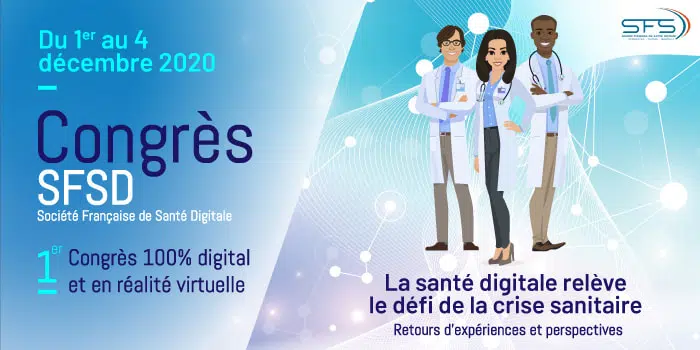 Du 1er au 4
décembre 2020
Congrès
SFSD
Société Française de Santé Digitale
1er Congrès 100% digital
et en réalité virtuelle
SFS
La santé digitale relève
le défi de la crise sanitaire
Retours d'expériences et perspectives